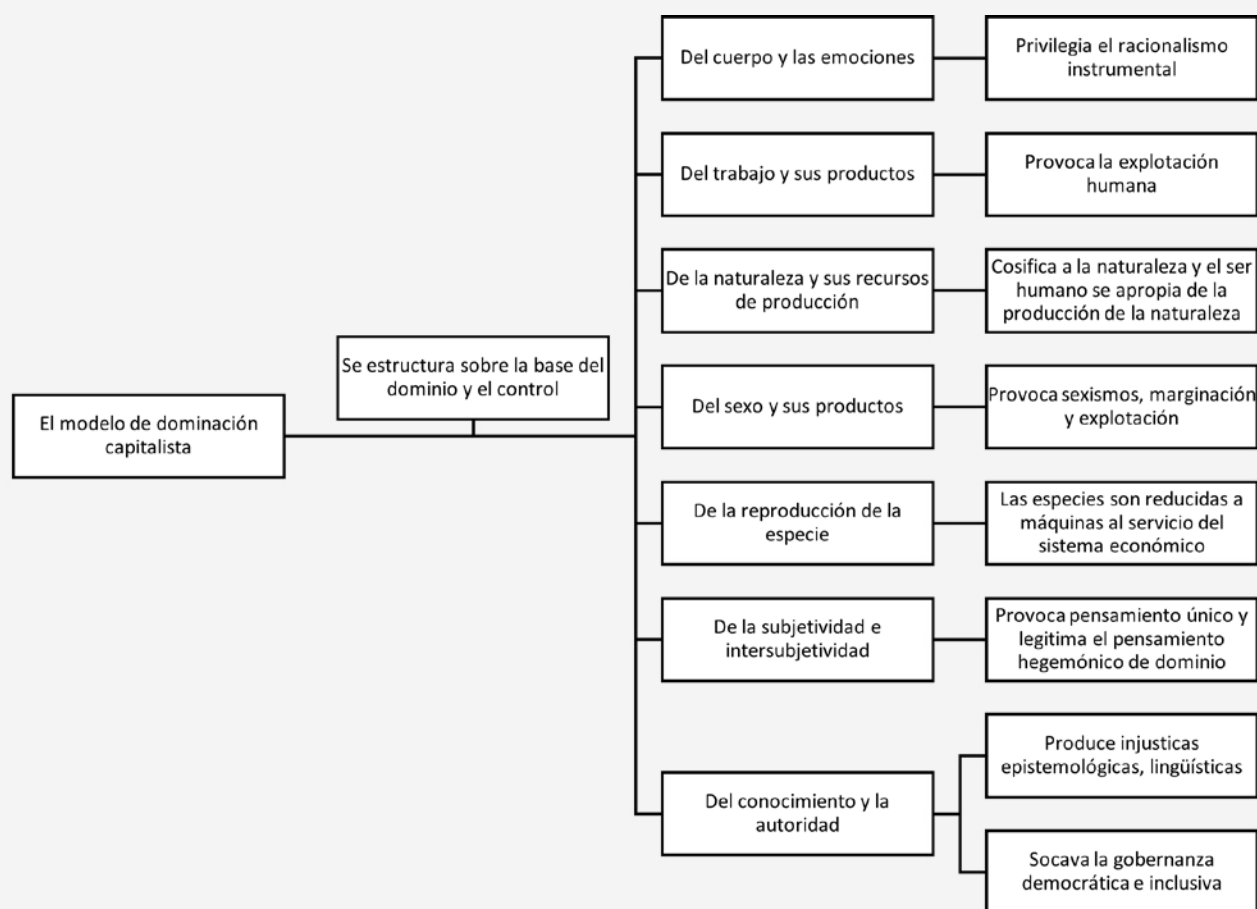 El modelo de dominación
capitalista
Se estructura sobre la base del
dominio y el control
Del cuerpo y las emociones
Privilegia el racionalismo
instrumental
Del trabajo y sus productos
Provoca la explotación
humana
De la naturaleza y sus recursos
de producción
Cosifica a la naturaleza y el ser
humano se apropia de la
producción de la naturaleza
Del sexo y sus productos
Provoca sexismos, marginación
y explotación
De la reproducción de la
especie
Las especies son reducidas a
máquinas al servicio del
sistema económico
De la subjetividad e
intersubjetividad
Provoca pensamiento único y
legitima el pensamiento
hegemónico de dominio
Del conocimiento y la
autoridad
Produce injusticas
epistemológicas, lingüísticas
Socava la gobernanza
democrática e inclusiva